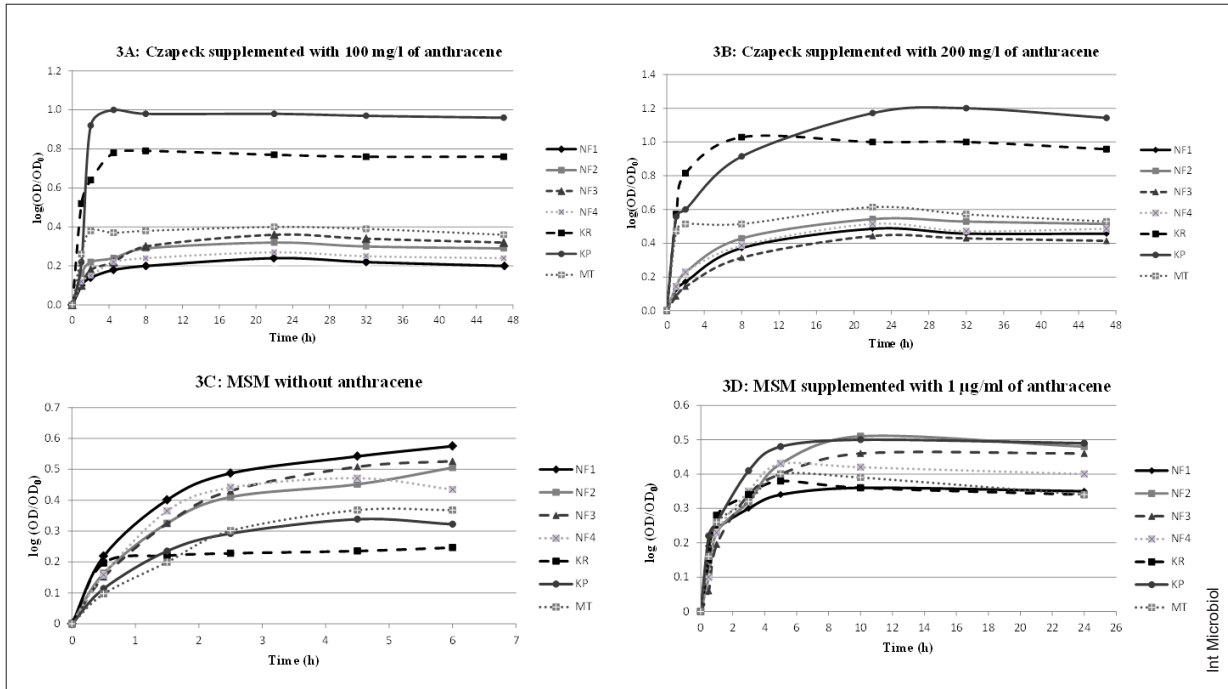 3A: Czapeck supplemented with 100 mg/l of anthracene
log(OD/OD₀)
1.2
1.0
0.8
0.6
0.4
0.2
0.0
0 4 8 12 16 20 24 28 32 36 40 44 48
Time (h)
NF1
NF2
NF3
NF4
KR
KP
MT
3B: Czapeck supplemented with 200 mg/l of anthracene
log(OD/OD₀)
1.4
1.2
1.0
0.8
0.6
0.4
0.2
0.0
0 4 8 12 16 20 24 28 32 36 40 44 48
Time (h)
NF1
NF2
NF3
NF4
KR
KP
MT
3C: MSM without anthracene
log (OD/OD₀)
0.7
0.6
0.5
0.4
0.3
0.2
0.1
0
0 1 2 3 4 5 6 7
Time (h)
NF1
NF2
NF3
NF4
KR
KP
MT
3D: MSM supplemented with 1 µg/ml of anthracene
log (OD/OD₀)
0.6
0.5
0.4
0.3
0.2
0.1
0
0 2 4 6 8 10 12 14 16 18 20 22 24 26
Time (h)
NF1
NF2
NF3
NF4
KR
KP
MT
Int Microbiol